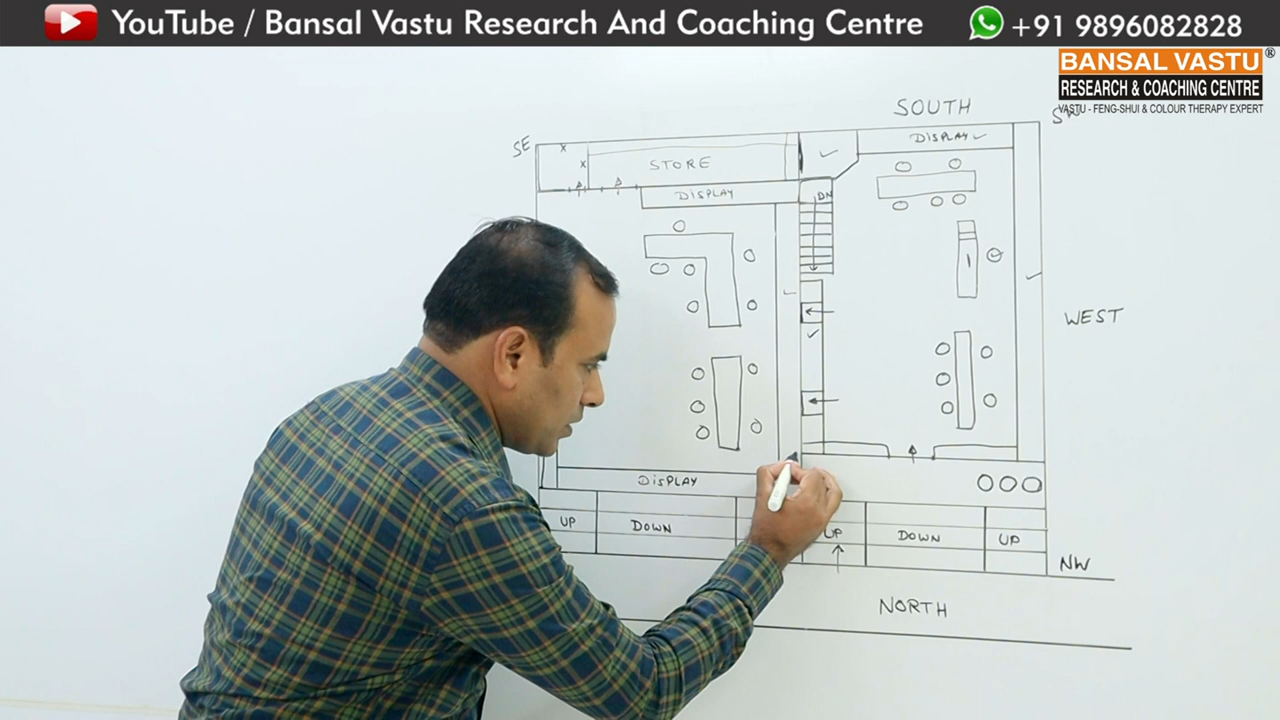 YouTube / Bansal Vastu Research And Coaching Centre
+91 9896082828
BANSAL VASTU®
RESEARCH & COACHING CENTRE
VASTU - FENG-SHUI & COLOUR THERAPY EXPERT
SOUTH
SE
SW
DISPLAY
STORE
DISPLAY
DN
WEST
DISPLAY
UP
DOWN
UP
DOWN
UP
NW
NORTH